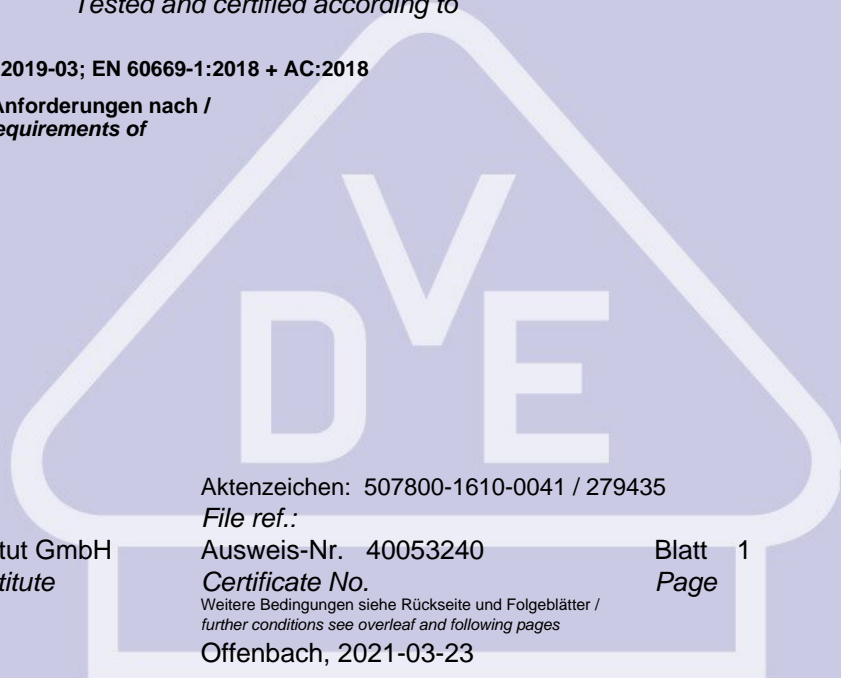 Tested and certified according to
2019-03; EN 60669-1:2018 + AC:2018
Anforderungen nach /
equirements of
VDE
Aktenzeichen: 507800-1610-0041 / 279435
File ref.:
tut GmbH Ausweis-Nr. 40053240 Blatt 1
titute Certificate No. Page
Weitere Bedingungen siehe Rückseite und Folgeblätter /
further conditions see overleaf and following pages
Offenbach, 2021-03-23